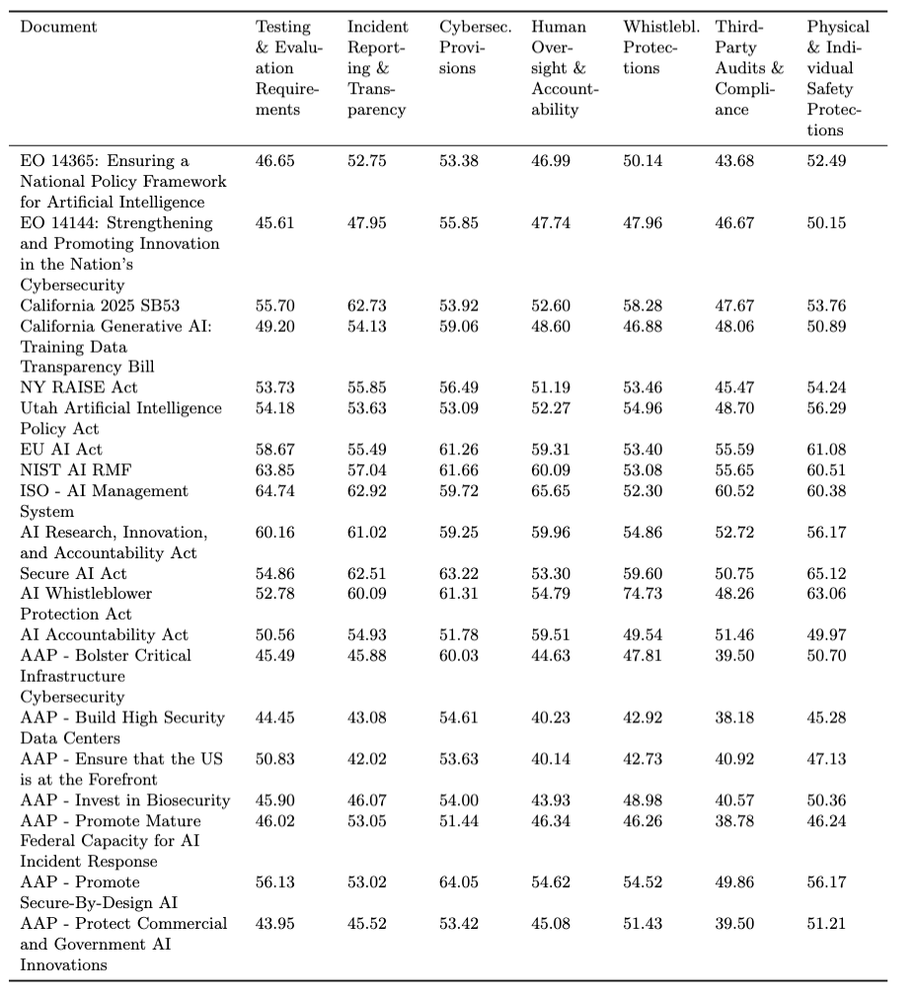 Document Testing & Evaluation Requirements Incident Reporting & Transparency Cybersec. Provisions Human Oversight & Accountability Whistlebl. Protections Third-Party Audits & Compliance Physical & Individual Safety Protections
EO 14365: Ensuring a 46.65 52.75 53.38 46.99 50.14 43.68 52.49
National Policy Framework
for Artificial Intelligence
EO 14144: Strengthening 45.61 47.95 55.85 47.74 47.96 46.67 50.15
and Promoting Innovation
in the Nation's
Cybersecurity
California 2025 SB53 55.70 62.73 53.92 52.60 58.28 47.67 53.76
California Generative AI: 49.20 54.13 59.06 48.60 46.88 48.06 50.89
Training Data
Transparency Bill
NY RAISE Act 53.73 55.85 56.49 51.19 53.46 45.47 54.24
Utah Artificial Intelligence 54.18 53.63 53.09 52.27 54.96 48.70 56.29
Policy Act
EU AI Act 58.67 55.49 61.26 59.31 53.40 55.59 61.08
NIST AI RMF 63.85 57.04 61.66 60.09 53.08 55.65 60.51
ISO - AI Management 64.74 62.92 59.72 65.65 52.30 60.52 60.38
System
AI Research, Innovation, 60.16 61.02 59.25 59.96 54.86 52.72 56.17
and Accountability Act
Secure AI Act 54.86 62.51 63.22 53.30 59.60 50.75 65.12
AI Whistleblower 52.78 60.09 61.31 54.79 74.73 48.26 63.06
Protection Act
AI Accountability Act 50.56 54.93 51.78 59.51 49.54 51.46 49.97
AAP - Bolster Critical 45.49 45.88 60.03 44.63 47.81 39.50 50.70
Infrastructure
Cybersecurity
AAP - Build High Security 44.45 43.08 54.61 40.23 42.92 38.18 45.28
Data Centers
AAP - Ensure that the US 50.83 42.02 53.63 40.14 42.73 40.92 47.13
is at the Forefront
AAP - Invest in Biosecurity 45.90 46.07 54.00 43.93 48.98 40.57 50.36
AAP - Promote Mature 46.02 53.05 51.44 46.34 46.26 38.78 46.24
Federal Capacity for AI
Incident Response
AAP - Promote 56.13 53.02 64.05 54.62 54.52 49.86 56.17
Secure-By-Design AI
AAP - Protect Commercial 43.95 45.52 53.42 45.08 51.43 39.50 51.21
and Government AI
Innovations